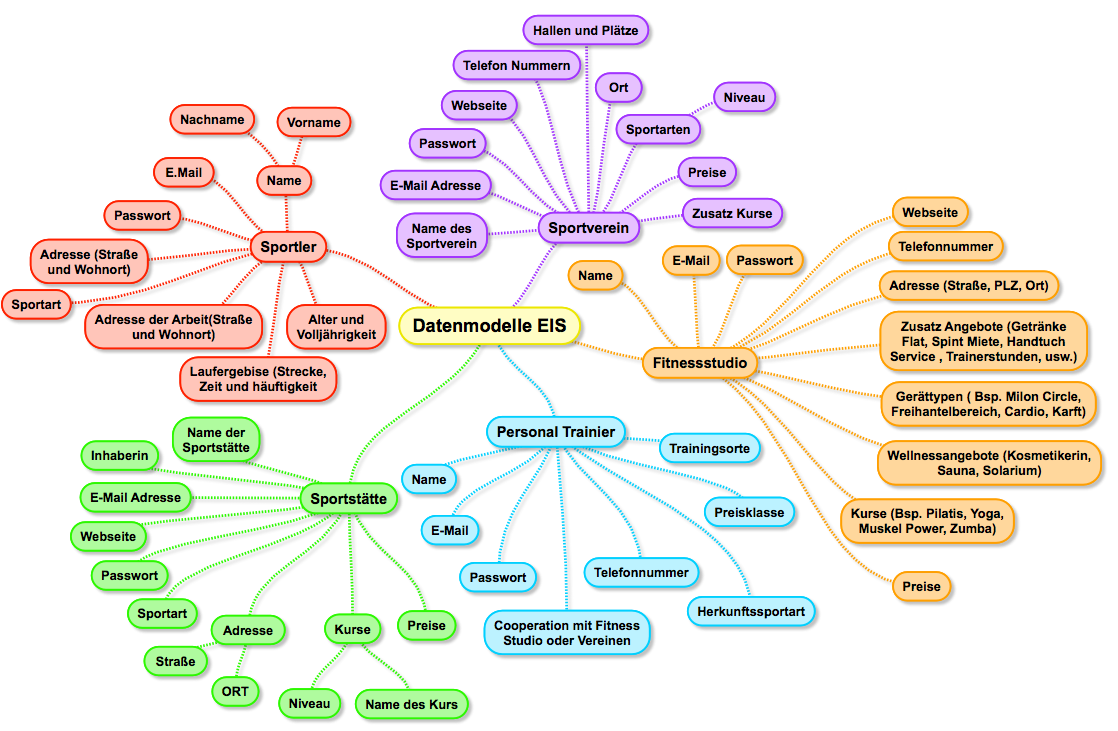 Datenmodelle EIS
Sportler
Name
Nachname
Vorname
E.Mail
Passwort
Adresse (Straße
und Wohnort)
Sportart
Adresse der Arbeit(Straße
und Wohnort)
Laufergebise (Strecke,
Zeit und häuftigkeit
Alter und
Volljährigkeit
Sportverein
Name des
Sportverein
E-Mail Adresse
Passwort
Webseite
Telefon Nummern
Hallen und Plätze
Ort
Sportarten
Niveau
Preise
Zusatz Kurse
Fitnessstudio
Name
E-Mail
Passwort
Webseite
Telefonnummer
Adresse (Straße, PLZ, Ort)
Zusatz Angebote (Getränke
Flat, Spint Miete, Handtuch
Service , Trainerstunden, usw.)
Gerättypen ( Bsp. Milon Circle,
Freihantelbereich, Cardio, Karft)
Wellnessangebote (Kosmetikerin,
Sauna, Solarium)
Kurse (Bsp. Pilatis, Yoga,
Muskel Power, Zumba)
Preise
Personal Trainier
Name
E-Mail
Passwort
Cooperation mit Fitness
Studio oder Vereinen
Telefonnummer
Herkunftssportart
Preisklasse
Trainingsorte
Sportstätte
Name der
Sportstätte
Inhaberin
E-Mail Adresse
Webseite
Passwort
Sportart
Adresse
Straße
ORT
Kurse
Niveau
Name des Kurs
Preise